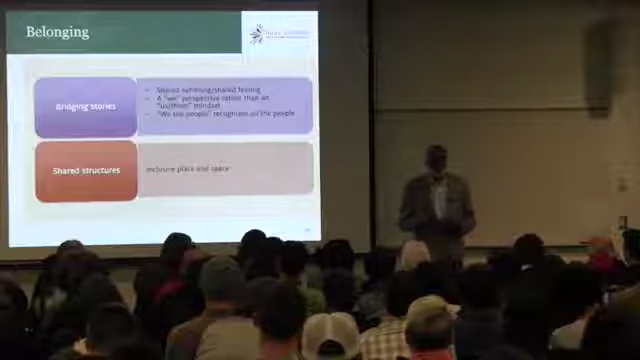 Belonging
Bridging stories
- Shared suffering/shared feeling
- A "we" perspective rather than an
"us/them" mindset
- "We the people" recognizes all the people
Shared structures
Inclusive place and space